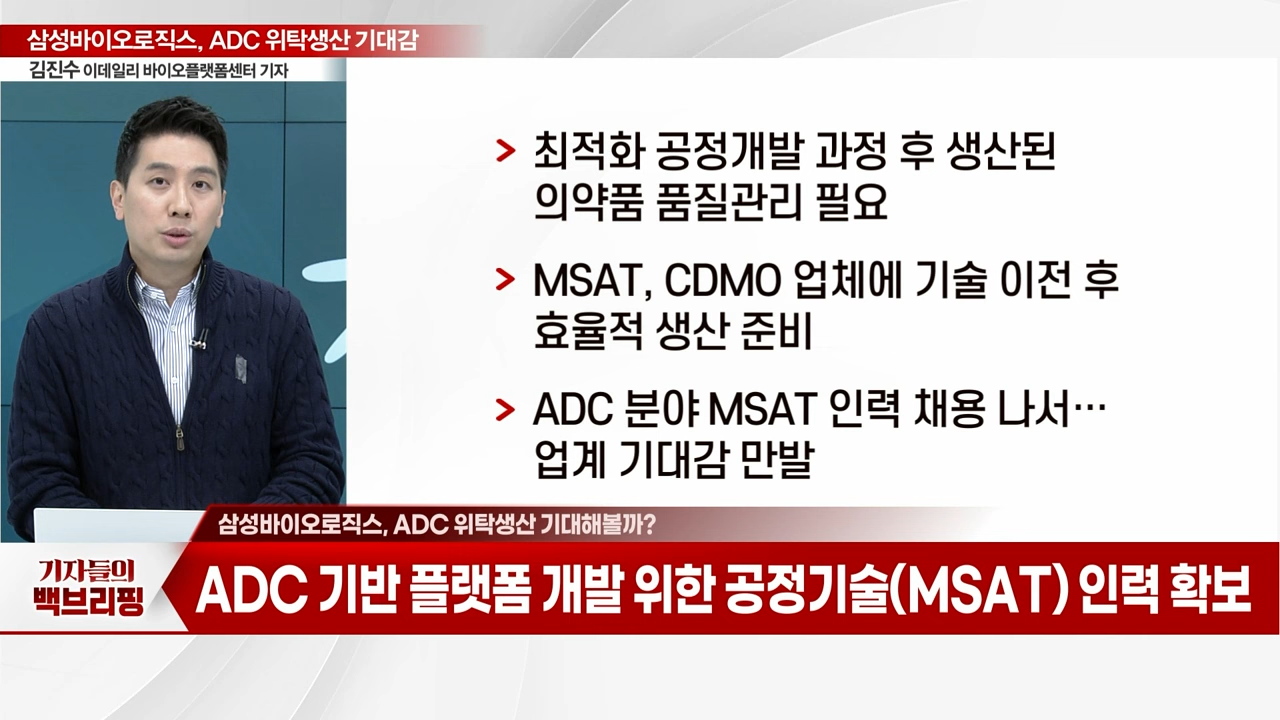 삼성바이오로직스, ADC 위탁생산 기대감
김진수 이데일리 바이오플랫폼센터 기자
> 최적화 공정개발 과정 후 생산된
의약품 품질관리 필요
> MSAT, CDMO 업체에 기술 이전 후
효율적 생산 준비
> ADC 분야 MSAT 인력 채용 나서…
업계 기대감 만발
삼성바이오로직스, ADC 위탁생산 기대해볼까?
기자들의
백브리핑
ADC 기반 플랫폼 개발 위한 공정기술(MSAT) 인력 확보